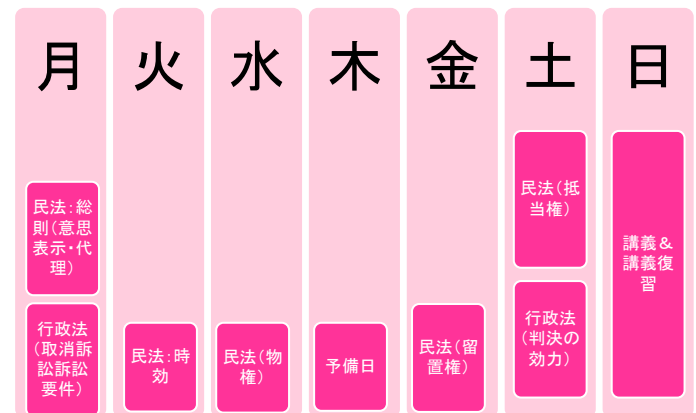 月
火
水
木
金
土
日
民法:総
則(意思
表示・代
理)
行政法
(取消訴
訟訴訟
要件)
民法:時
効
民法(物
権)
予備日
民法(留
置権)
民法(抵
当権)
行政法
(判決の
効力)
講義&
講義復
習